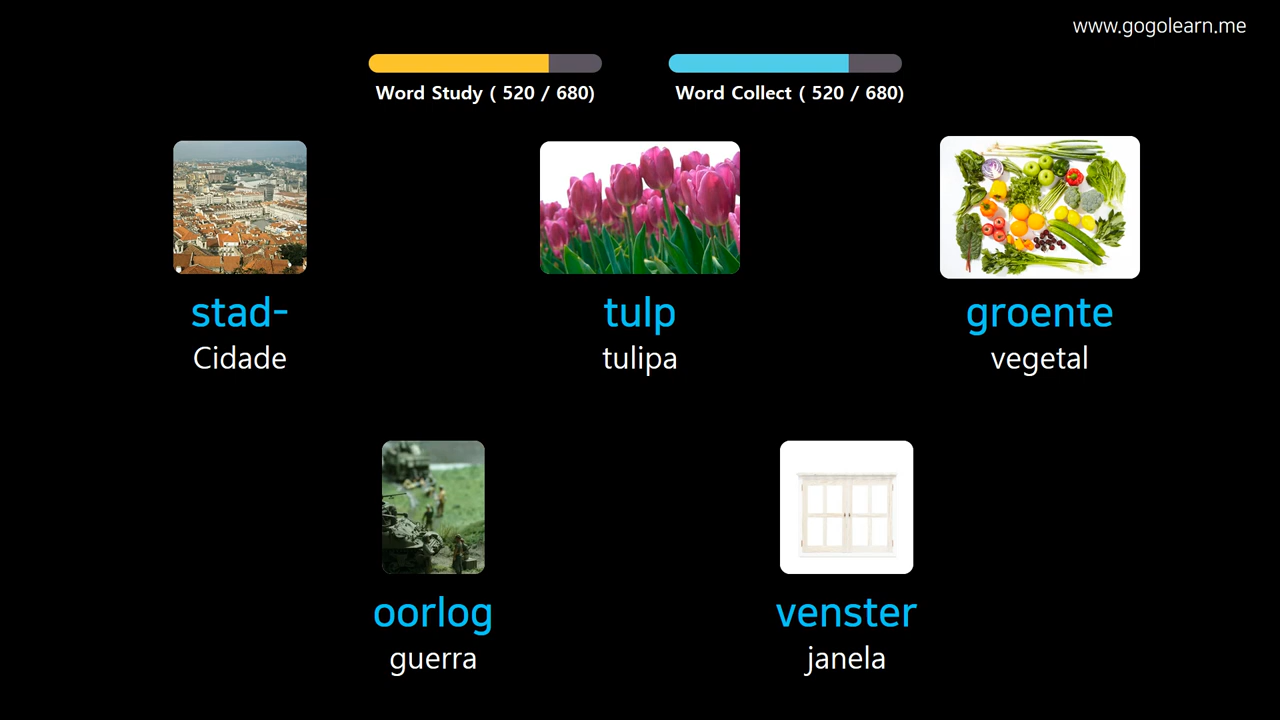 www.gogolearn.me
Word Study ( 520 / 680)
Word Collect ( 520 / 680)
stad-
Cidade
tulp
tulipa
groente
vegetal
oorlog
guerra
venster
janela